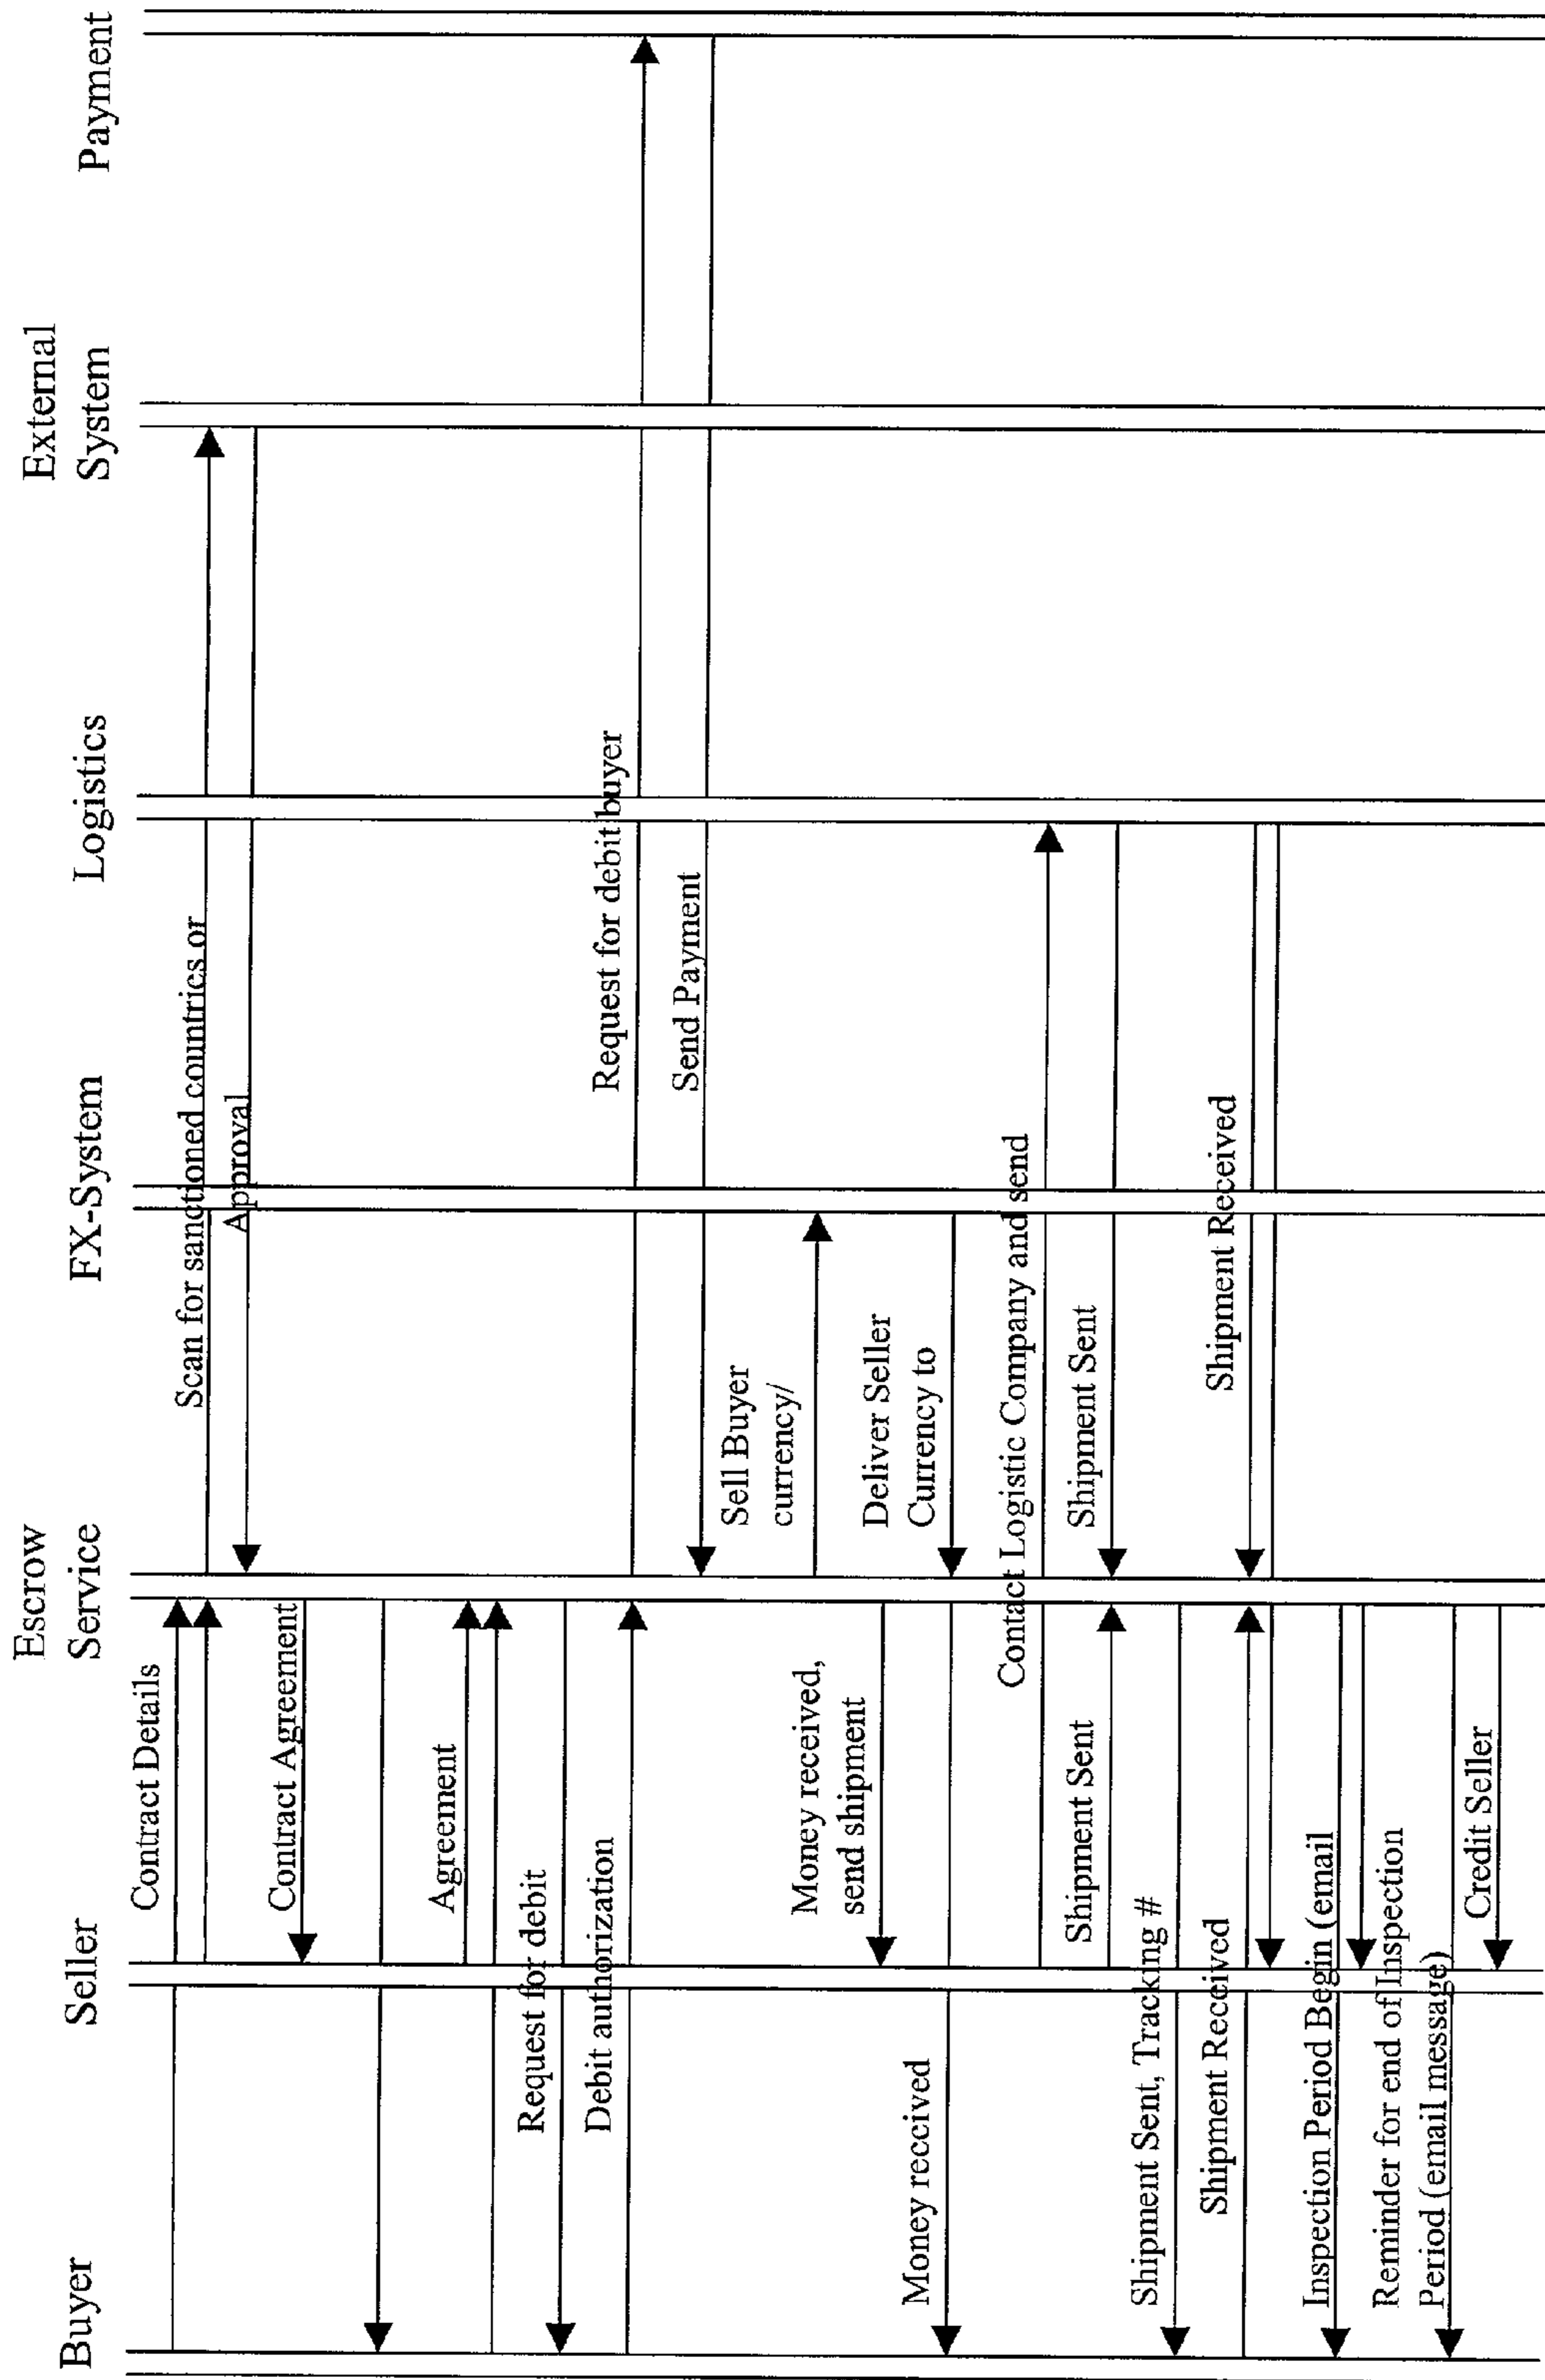 Buyer
Seller
Escrow
Service
FX-System
Logistics
External
System
Payment
Contract Details
Scan for sanctioned countries or
Approval
Contract Agreement
Agreement
Request for debit
Debit authorization
Request for debit buyer
Send Payment
Sell Buyer
currency/
Money received,
send shipment
Deliver Seller
Currency to
Money received
Contact Logistic Company and send
Shipment Sent
Shipment Sent
Shipment Sent, Tracking #
Shipment Received
Shipment Received
Inspection Period Begin (email
Reminder for end of Inspection
Period (email message)
Credit Seller